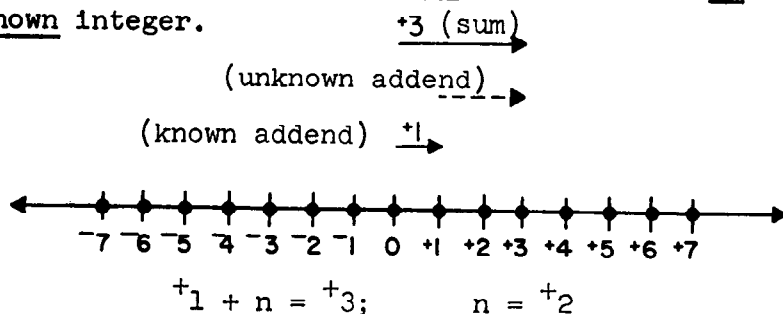 integer.
+3 (sum)
(unknown addend)
(known addend) +1
-7 -6 -5 -4 -3 -2 -1 0 +1 +2 +3 +4 +5 +6 +7
+1 + n = +3; n = +2